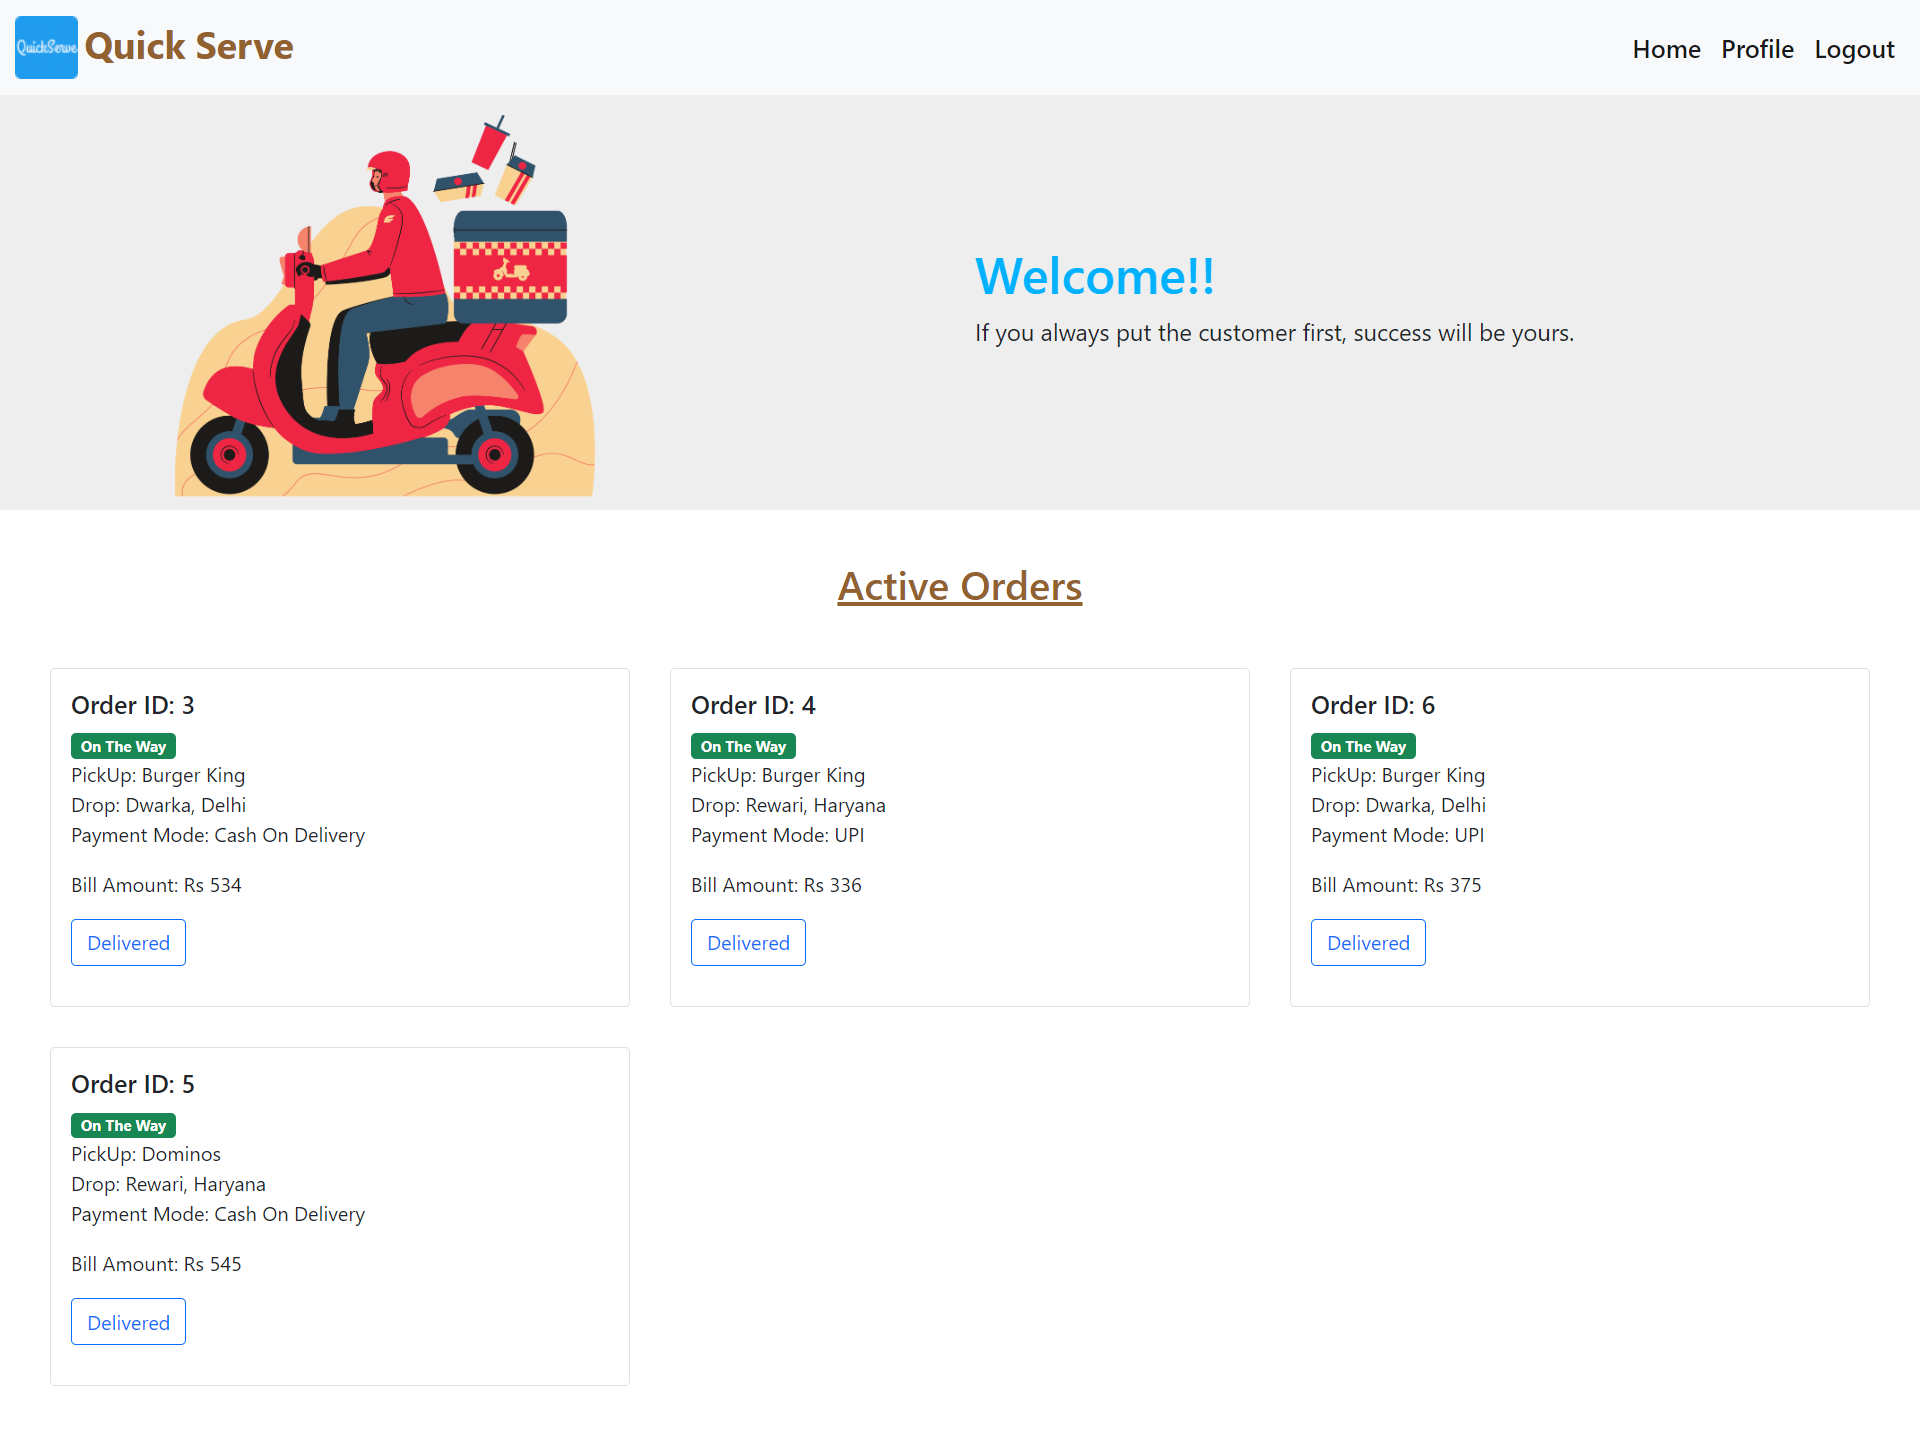 QuickServe
Quick Serve
Home Profile Logout
Welcome!!
If you always put the customer first, success will be yours.
Active Orders
Order ID: 3
On The Way
PickUp: Burger King
Drop: Dwarka, Delhi
Payment Mode: Cash On Delivery
Bill Amount: Rs 534
Delivered
Order ID: 4
On The Way
PickUp: Burger King
Drop: Rewari, Haryana
Payment Mode: UPI
Bill Amount: Rs 336
Delivered
Order ID: 6
On The Way
PickUp: Burger King
Drop: Dwarka, Delhi
Payment Mode: UPI
Bill Amount: Rs 375
Delivered
Order ID: 5
On The Way
PickUp: Dominos
Drop: Rewari, Haryana
Payment Mode: Cash On Delivery
Bill Amount: Rs 545
Delivered